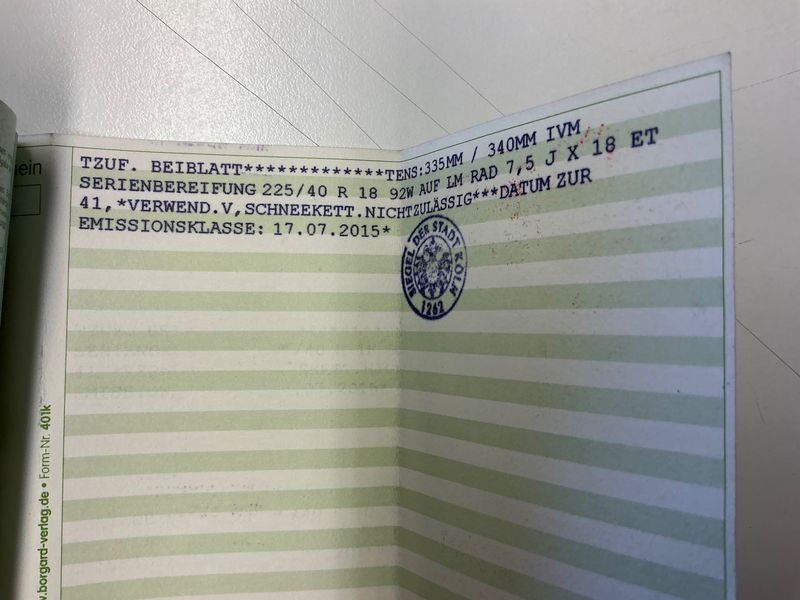 TZUF. BEIBLATT*************TENS:335MM / 340MM IVM
SERIENBEREIFUNG 225/40 R 18 92W AUF LM RAD 7,5 J X 18 ET
41,*VERWEND.V,SCHNEEKETT.NICHTZULÄSSIG***DATUM ZUR
EMISSIONSKLASSE: 17.07.2015*
SIEGEL DER STADT KÖLN
1262
hein
w.borgard-verlag.de • Form-Nr. 401k